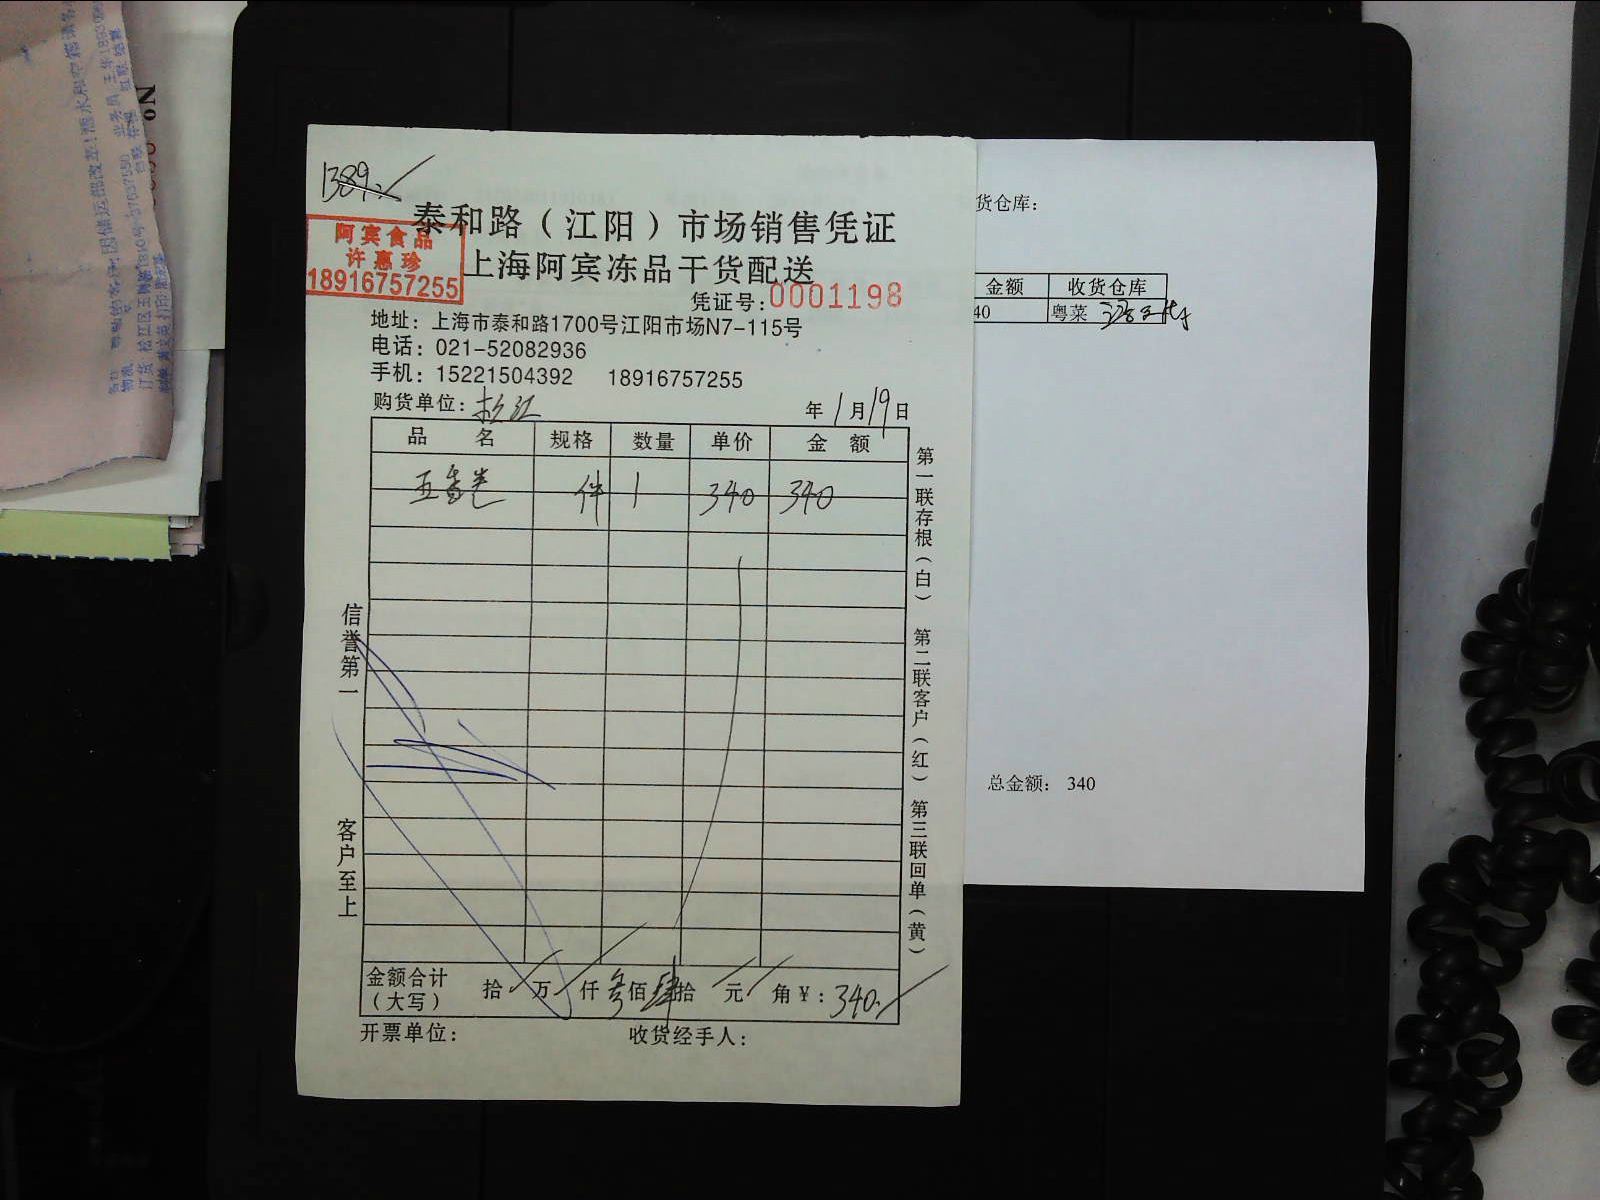 1389.
泰和路（江阳）市场销售凭证
阿宾食品
许惠珍
18916757255
上海阿宾冻品干货配送
凭证号：0001198
地址：上海市泰和路1700号江阳市场N7-115号
电话：021-52082936
手机：15221504392 18916757255
购货单位：松江 年1月19日
品 名 规格 数量 单价 金 额
五香卷 件 1 340 340
信誉第一 客户至上
第一联存根（白） 第二联客户（红） 第三联回单（黄）
金额合计（大写） 拾 万 仟 叁佰 肆拾 元 角 ¥：340.
开票单位： 收货经手人：
货仓库：
金额 收货仓库
40 粤菜
总金额： 340
No